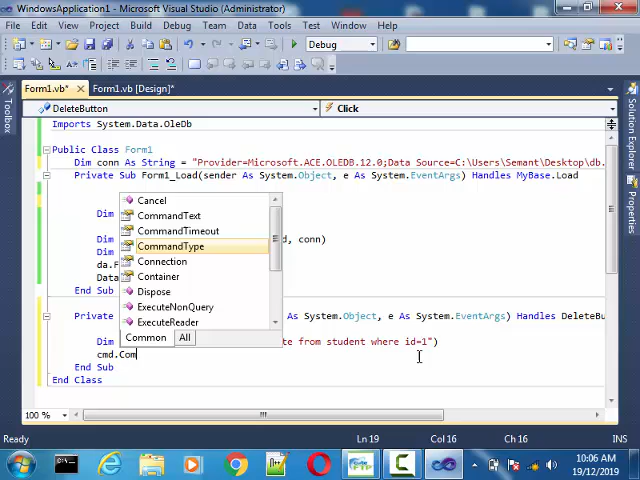 WindowsApplication1 - Microsoft Visual Studio (Administrator)
File Edit View Project Build Debug Team Data Tools Test Window Help
Debug
Form1.vb* Form1.vb [Design]*
Toolbox
Solution Explorer
Properties
DeleteButton Click
Imports System.Data.OleDb
Public Class Form1
Dim conn As String = "Provider=Microsoft.ACE.OLEDB.12.0;Data Source=C:\Users\Semant\Desktop\db.
Private Sub Form1_Load(sender As System.Object, e As System.EventArgs) Handles MyBase.Load
Cancel
CommandText
Dim
CommandTimeout
Dim d, conn)
CommandType
Dim
Connection
da.F
Container
Data
Dispose
End Sub
ExecuteNonQuery
Private As System.Object, e As System.EventArgs) Handles DeleteBu
ExecuteReader
Common All
Dim te from student where id=1")
cmd.Com
End Sub
End Class
100 %
Ready Ln 19 Col 16 Ch 16 INS
10:06 AM
19/12/2019